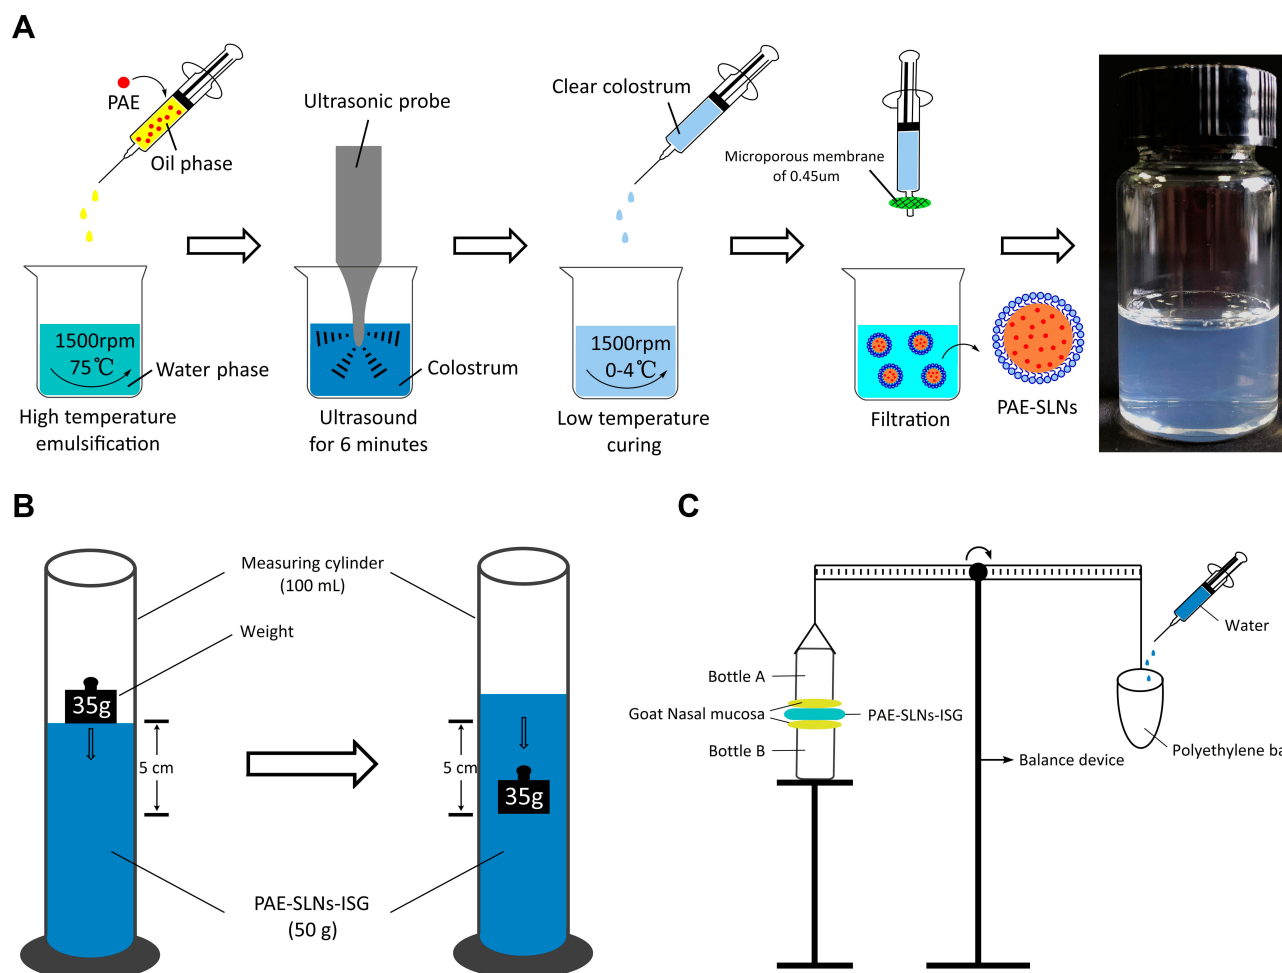 A
PAE
Oil phase
1500rpm
75℃
Water phase
High temperature
emulsification
Ultrasonic probe
Colostrum
Ultrasound
for 6 minutes
Clear colostrum
1500rpm
0-4℃
Low temperature
curing
Microporous membrane
of 0.45um
Filtration
PAE-SLNs
B
Measuring cylinder
(100 mL)
Weight
35g
5 cm
5 cm
35g
PAE-SLNs-ISG
(50 g)
C
Water
Bottle A
Goat Nasal mucosa
PAE-SLNs-ISG
Bottle B
Balance device
Polyethylene ba